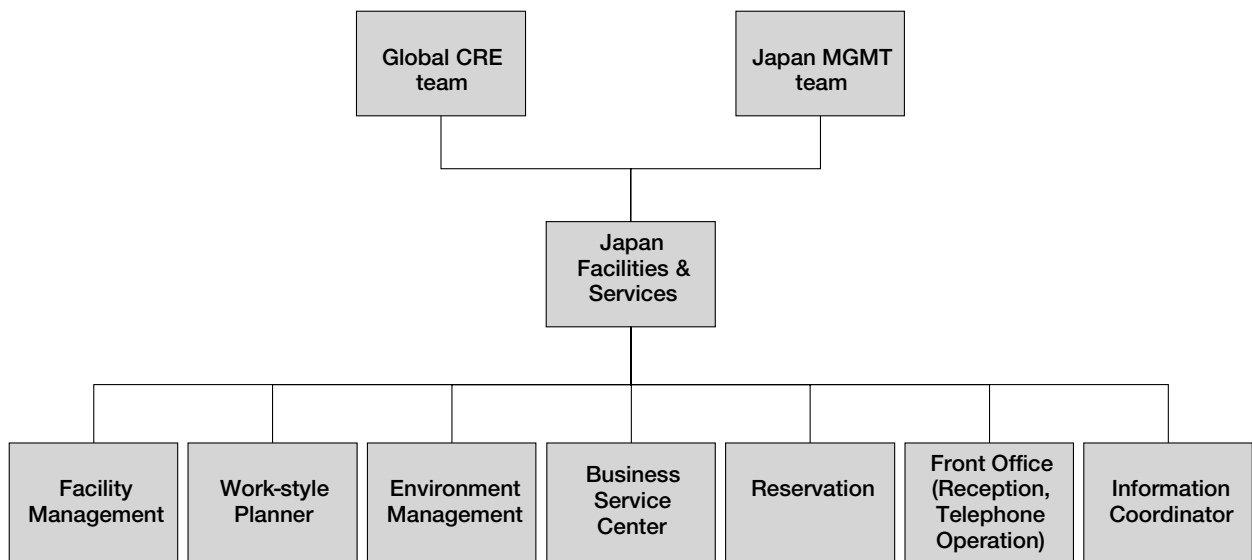 Global CRE
team
Japan MGMT
team
Japan
Facilities &
Services
Facility
Management
Work-style
Planner
Environment
Management
Business
Service
Center
Reservation
Front Office
(Reception,
Telephone
Operation)
Information
Coordinator